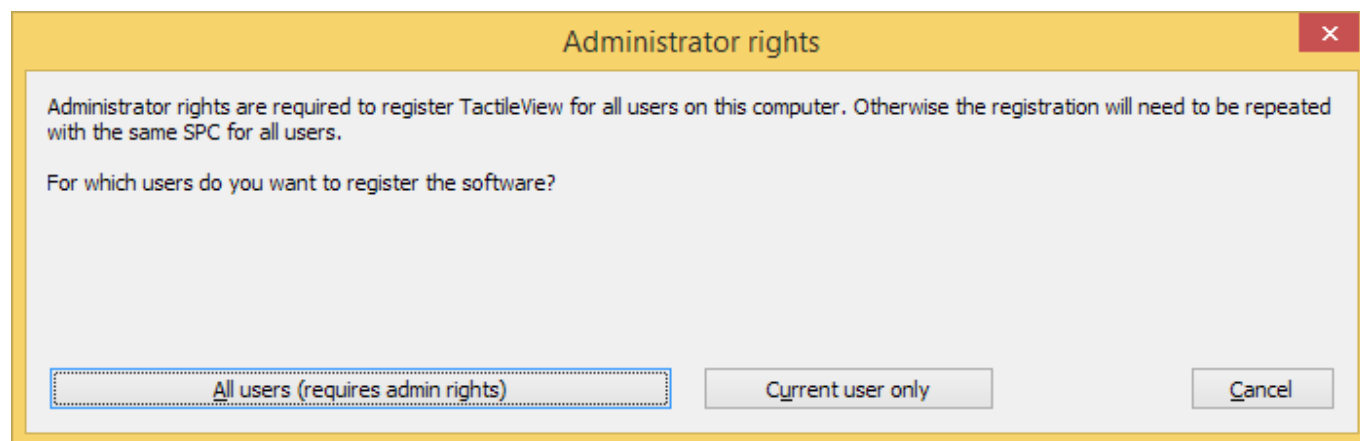 Administrator rights
Administrator rights are required to register TactileView for all users on this computer. Otherwise the registration will need to be repeated
with the same SPC for all users.
For which users do you want to register the software?
All users (requires admin rights)
Current user only
Cancel